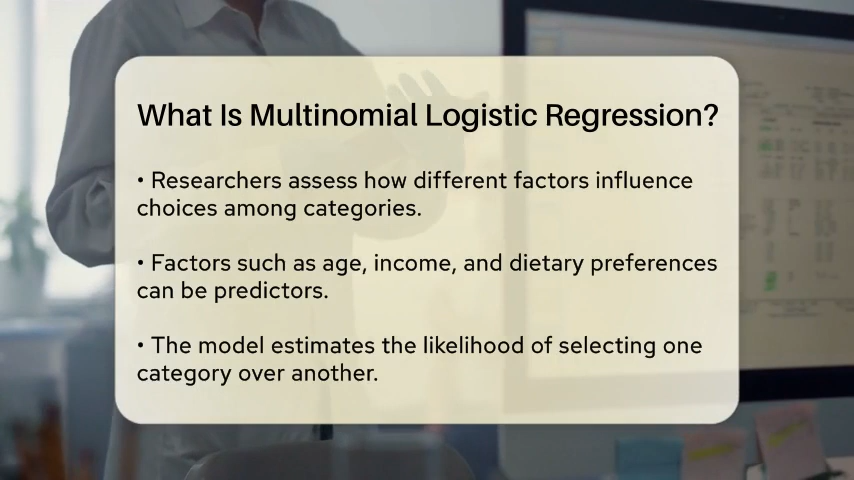 What Is Multinomial Logistic Regression?
• Researchers assess how different factors influence
choices among categories.
• Factors such as age, income, and dietary preferences
can be predictors.
• The model estimates the likelihood of selecting one
category over another.